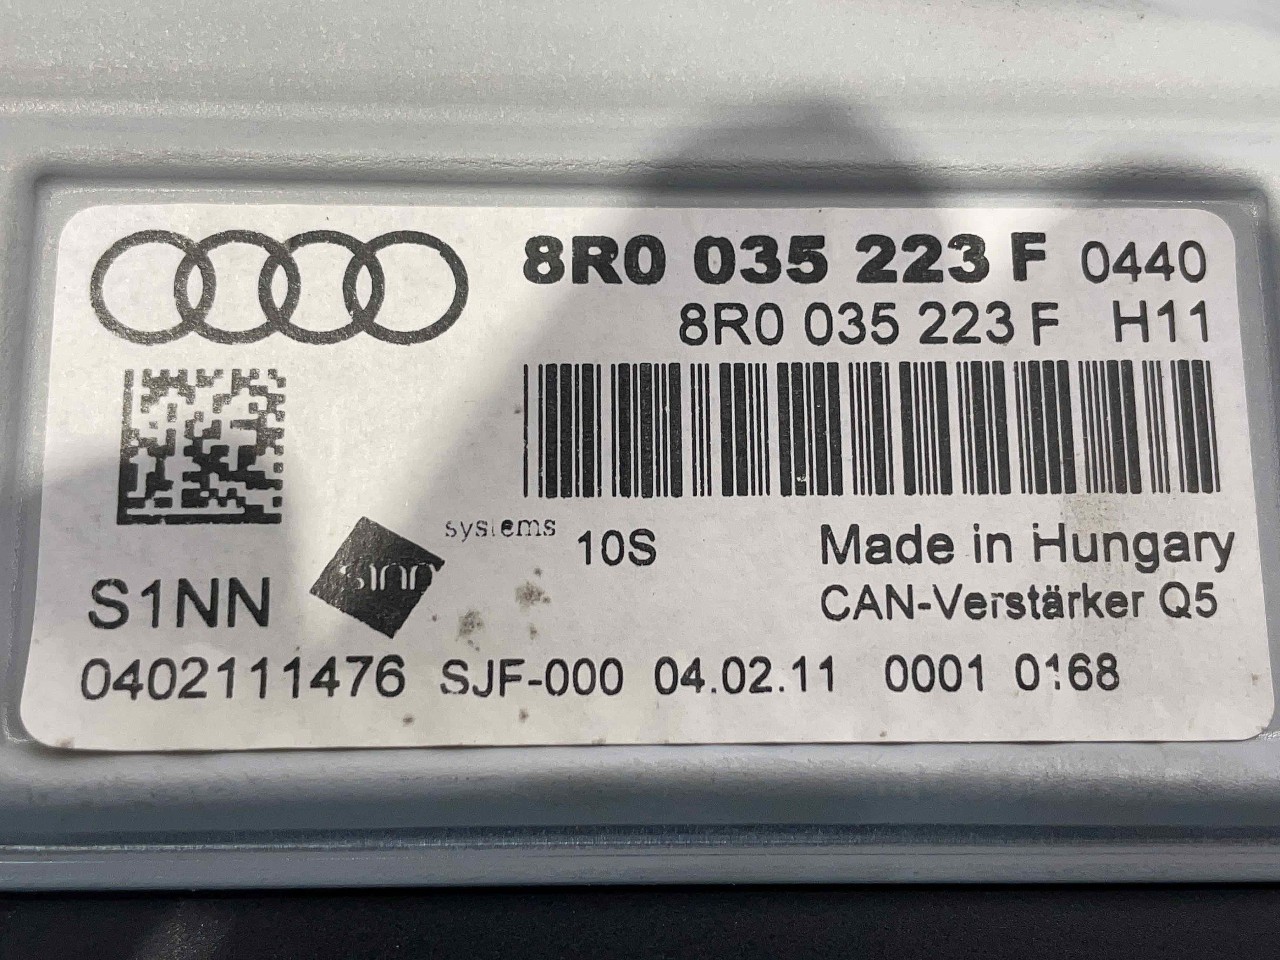 8R0 035 223 F 0440
8R0 035 223 F H11
systems 10S Made in Hungary
S1NN sinn CAN-Verstärker Q5
0402111476 SJF-000 04.02.11 0001 0168